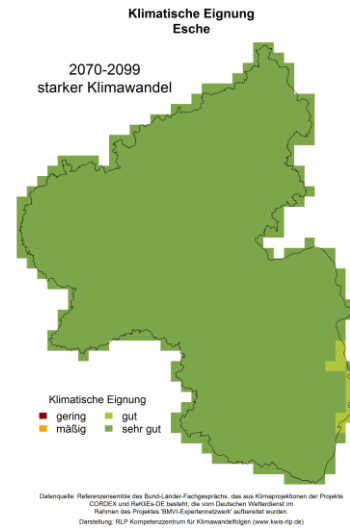 Klimatische Eignung
Esche
2070-2099
starker Klimawandel
Klimatische Eignung
gering gut
mäßig sehr gut
Datenquelle: Referenzensemble des Bund-Länder-Fachgesprächs, das aus Klimaprojektionen der Projekte
CORDEX und ReKliEs-DE besteht, die vom Deutschen Wetterdienst im
Rahmen des Projektes 'BMVI-Expertennetzwerk' aufbereitet wurden.
Darstellung: RLP Kompetenzzentrum für Klimawandelfolgen (www.kwis-rlp.de)